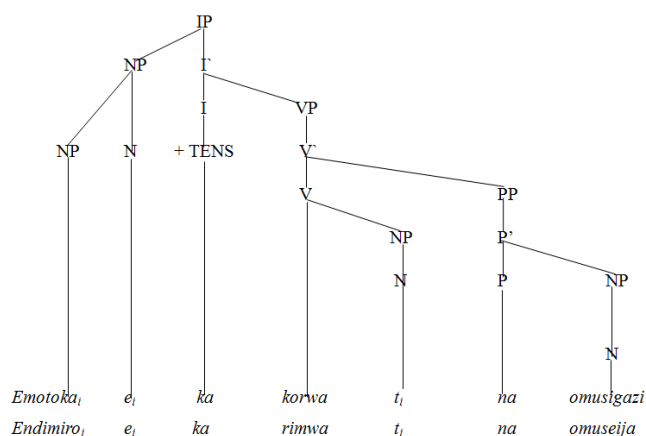 IP
NP I`
I VP
NP N + TENS V`
V PP
NP P’
N P NP
N
Emotokaᵢ eᵢ ka korwa tᵢ na omusigazi
Endimiroᵢ eᵢ ka rimwa tᵢ na omuseija